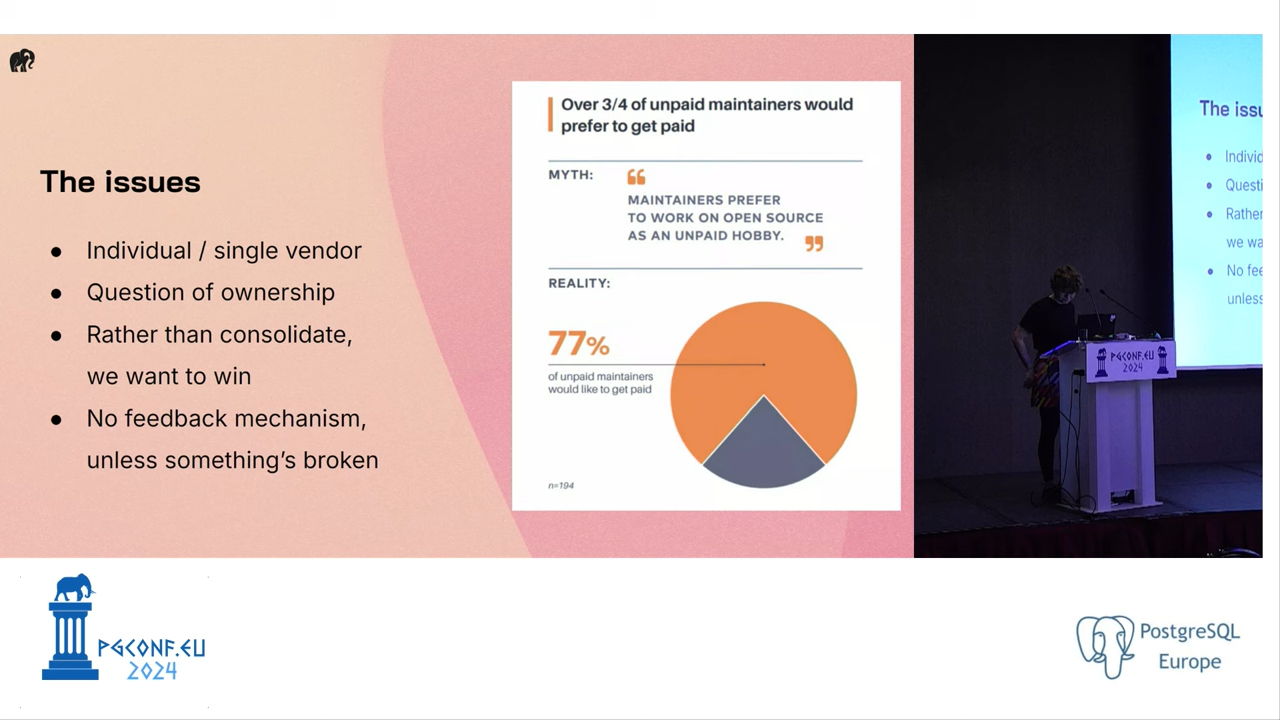 The issues
● Individual / single vendor
● Question of ownership
● Rather than consolidate,
we want to win
● No feedback mechanism,
unless something's broken
Over 3/4 of unpaid maintainers would
prefer to get paid
MYTH:
“
MAINTAINERS PREFER
TO WORK ON OPEN SOURCE
AS AN UNPAID HOBBY.
”
REALITY:
77%
of unpaid maintainers
would like to get paid
n=194
The issu
● Individ
● Questi
● Rather
we wa
● No fee
unless
PGCONF.EU
2024
PGCONF.EU
2024
PostgreSQL
Europe